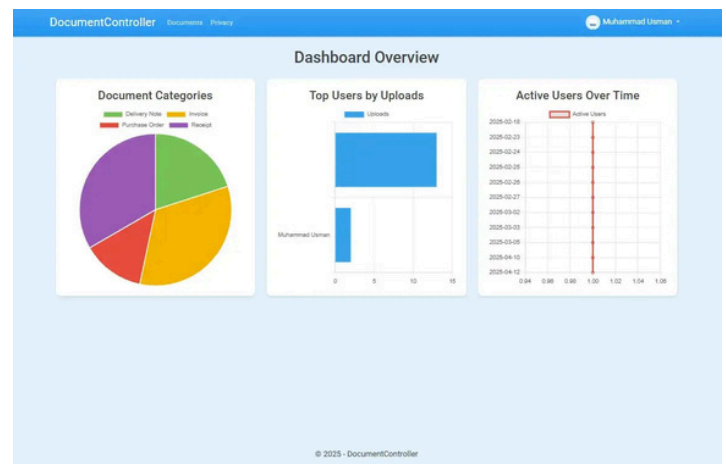 DocumentController Documents Privacy Muhammad Usman
Dashboard Overview
Document Categories
Delivery Note Invoice
Purchase Order Receipt
Top Users by Uploads
Uploads
Muhammad Usman
0 5 10 15
Active Users Over Time
Active Users
2025-02-18
2025-02-23
2025-02-24
2025-02-25
2025-02-26
2025-02-27
2025-03-02
2025-03-03
2025-03-05
2025-04-10
2025-04-12
0.94 0.96 0.98 1.00 1.02 1.04 1.06
© 2025 - DocumentController